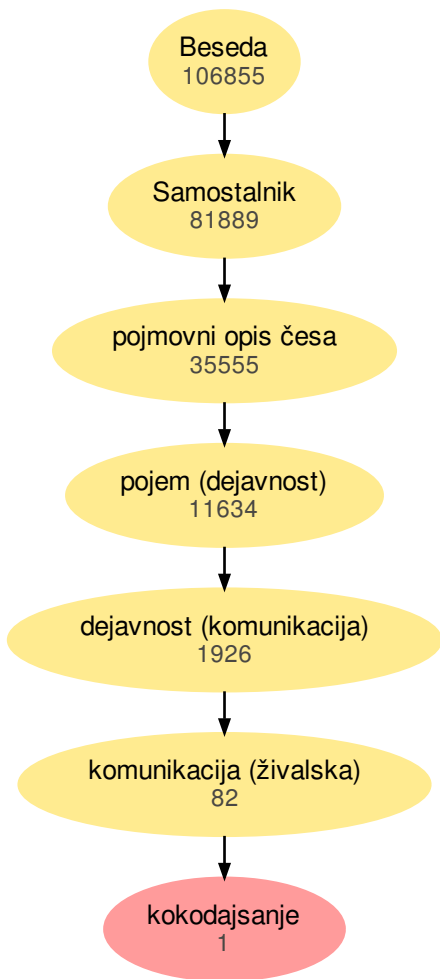 Beseda
106855
Samostalnik
81889
pojmovni opis česa
35555
pojem (dejavnost)
11634
dejavnost (komunikacija)
1926
komunikacija (živalska)
82
kokodajsanje
1